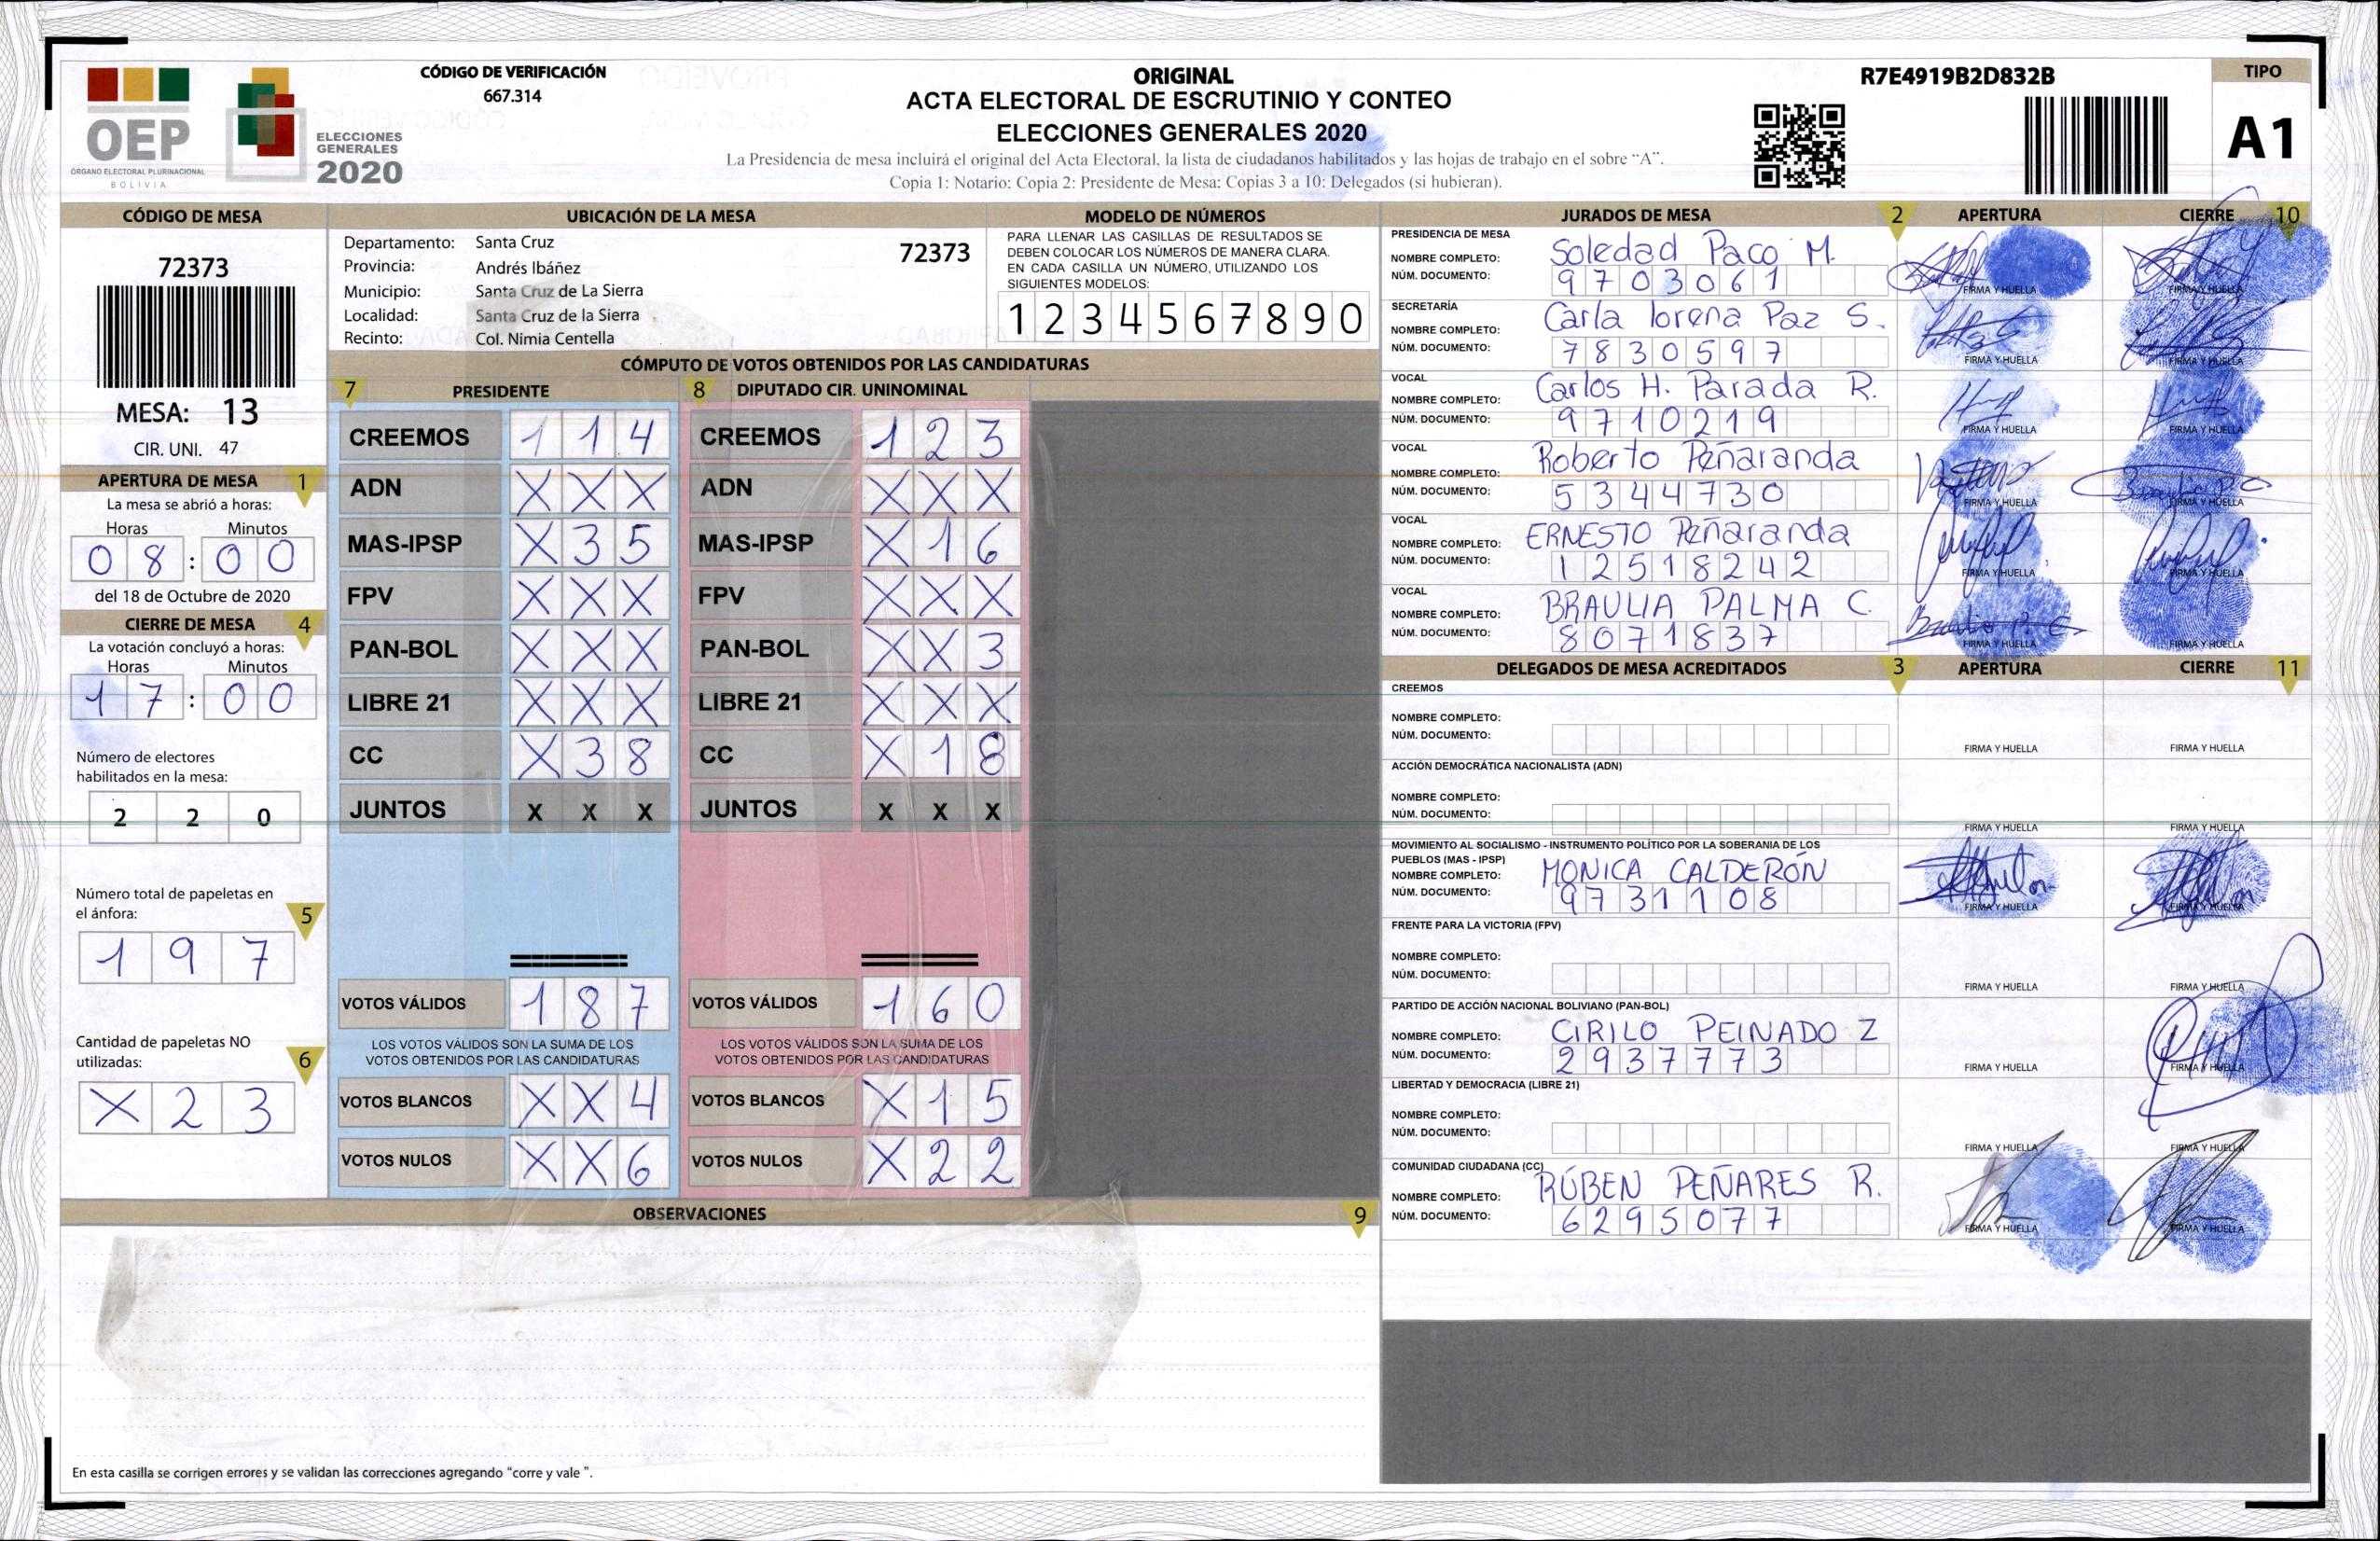 OEP
ÓRGANO ELECTORAL PLURINACIONAL
BOLIVIA
ELECCIONES
GENERALES
2020
CÓDIGO DE VERIFICACIÓN
667.314
ORIGINAL
ACTA ELECTORAL DE ESCRUTINIO Y CONTEO
ELECCIONES GENERALES 2020
La Presidencia de mesa incluirá el original del Acta Electoral, la lista de ciudadanos habilitados y las hojas de trabajo en el sobre "A".
Copia 1: Notario: Copia 2: Presidente de Mesa: Copias 3 a 10: Delegados (si hubieran).
R7E4919B2D832B
TIPO
A1
CÓDIGO DE MESA
72373
MESA: 13
CIR. UNI. 47
APERTURA DE MESA 1
La mesa se abrió a horas:
Horas Minutos
0 8 : 0 0
del 18 de Octubre de 2020
CIERRE DE MESA 4
La votación concluyó a horas:
Horas Minutos
1 7 : 0 0
Número de electores
habilitados en la mesa:
2 2 0
Número total de papeletas en
el ánfora: 5
1 9 7
Cantidad de papeletas NO
utilizadas: 6
X 2 3
UBICACIÓN DE LA MESA
Departamento: Santa Cruz 72373
Provincia: Andrés Ibáñez
Municipio: Santa Cruz de La Sierra
Localidad: Santa Cruz de la Sierra
Recinto: Col. Nimia Centella
MODELO DE NÚMEROS
PARA LLENAR LAS CASILLAS DE RESULTADOS SE
DEBEN COLOCAR LOS NÚMEROS DE MANERA CLARA.
EN CADA CASILLA UN NÚMERO, UTILIZANDO LOS
SIGUIENTES MODELOS:
1 2 3 4 5 6 7 8 9 0
CÓMPUTO DE VOTOS OBTENIDOS POR LAS CANDIDATURAS
7 PRESIDENTE 8 DIPUTADO CIR. UNINOMINAL
CREEMOS 1 1 4 CREEMOS 1 2 3
ADN X X X ADN X X X
MAS-IPSP X 3 5 MAS-IPSP X 1 6
FPV X X X FPV X X X
PAN-BOL X X X PAN-BOL X X 3
LIBRE 21 X X X LIBRE 21 X X X
CC X 3 8 CC X 1 8
JUNTOS X X X JUNTOS X X X
VOTOS VÁLIDOS 1 8 7 VOTOS VÁLIDOS 1 6 0
LOS VOTOS VÁLIDOS SON LA SUMA DE LOS LOS VOTOS VÁLIDOS SON LA SUMA DE LOS
VOTOS OBTENIDOS POR LAS CANDIDATURAS VOTOS OBTENIDOS POR LAS CANDIDATURAS
VOTOS BLANCOS X X 4 VOTOS BLANCOS X 1 5
VOTOS NULOS X X 6 VOTOS NULOS X 2 2
OBSERVACIONES 9
En esta casilla se corrigen errores y se validan las correcciones agregando "corre y vale ".
JURADOS DE MESA 2 APERTURA CIERRE 10
PRESIDENCIA DE MESA
NOMBRE COMPLETO: Soledad Paco M.
NÚM. DOCUMENTO: 9703061 FIRMA Y HUELLA FIRMA Y HUELLA
SECRETARÍA
NOMBRE COMPLETO: Carla lorena Paz S.
NÚM. DOCUMENTO: 7830597 FIRMA Y HUELLA FIRMA Y HUELLA
VOCAL
NOMBRE COMPLETO: Carlos H. Parada R.
NÚM. DOCUMENTO: 9710219 FIRMA Y HUELLA FIRMA Y HUELLA
VOCAL
NOMBRE COMPLETO: Roberto Peñaranda
NÚM. DOCUMENTO: 5344730 FIRMA Y HUELLA FIRMA Y HUELLA
VOCAL
NOMBRE COMPLETO: ERNESTO Peñaranda
NÚM. DOCUMENTO: 12518242 FIRMA Y HUELLA FIRMA Y HUELLA
VOCAL
NOMBRE COMPLETO: BRAULIA PALMA C.
NÚM. DOCUMENTO: 8071837 FIRMA Y HUELLA FIRMA Y HUELLA
DELEGADOS DE MESA ACREDITADOS 3 APERTURA CIERRE 11
CREEMOS
NOMBRE COMPLETO:
NÚM. DOCUMENTO: FIRMA Y HUELLA FIRMA Y HUELLA
ACCIÓN DEMOCRÁTICA NACIONALISTA (ADN)
NOMBRE COMPLETO:
NÚM. DOCUMENTO: FIRMA Y HUELLA FIRMA Y HUELLA
MOVIMIENTO AL SOCIALISMO - INSTRUMENTO POLÍTICO POR LA SOBERANIA DE LOS
PUEBLOS (MAS - IPSP)
NOMBRE COMPLETO: MONICA CALDERÓN
NÚM. DOCUMENTO: 9731108 FIRMA Y HUELLA FIRMA Y HUELLA
FRENTE PARA LA VICTORIA (FPV)
NOMBRE COMPLETO:
NÚM. DOCUMENTO: FIRMA Y HUELLA FIRMA Y HUELLA
PARTIDO DE ACCIÓN NACIONAL BOLIVIANO (PAN-BOL)
NOMBRE COMPLETO: CIRILO PEINADO Z
NÚM. DOCUMENTO: 2937773 FIRMA Y HUELLA FIRMA Y HUELLA
LIBERTAD Y DEMOCRACIA (LIBRE 21)
NOMBRE COMPLETO:
NÚM. DOCUMENTO: FIRMA Y HUELLA FIRMA Y HUELLA
COMUNIDAD CIUDADANA (CC)
NOMBRE COMPLETO: RÚBEN PEÑARES R.
NÚM. DOCUMENTO: 6295077 FIRMA Y HUELLA FIRMA Y HUELLA